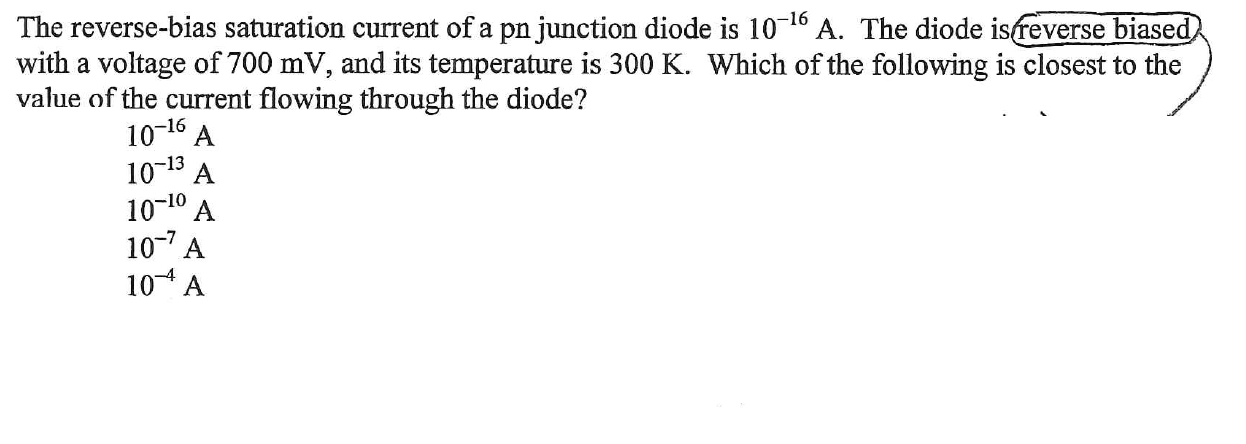 The reverse-bias saturation current of a pn junction diode is 10⁻¹⁶ A. The diode is reverse biased
with a voltage of 700 mV, and its temperature is 300 K. Which of the following is closest to the
value of the current flowing through the diode?
10⁻¹⁶ A
10⁻¹³ A
10⁻¹⁰ A
10⁻⁷ A
10⁻⁴ A